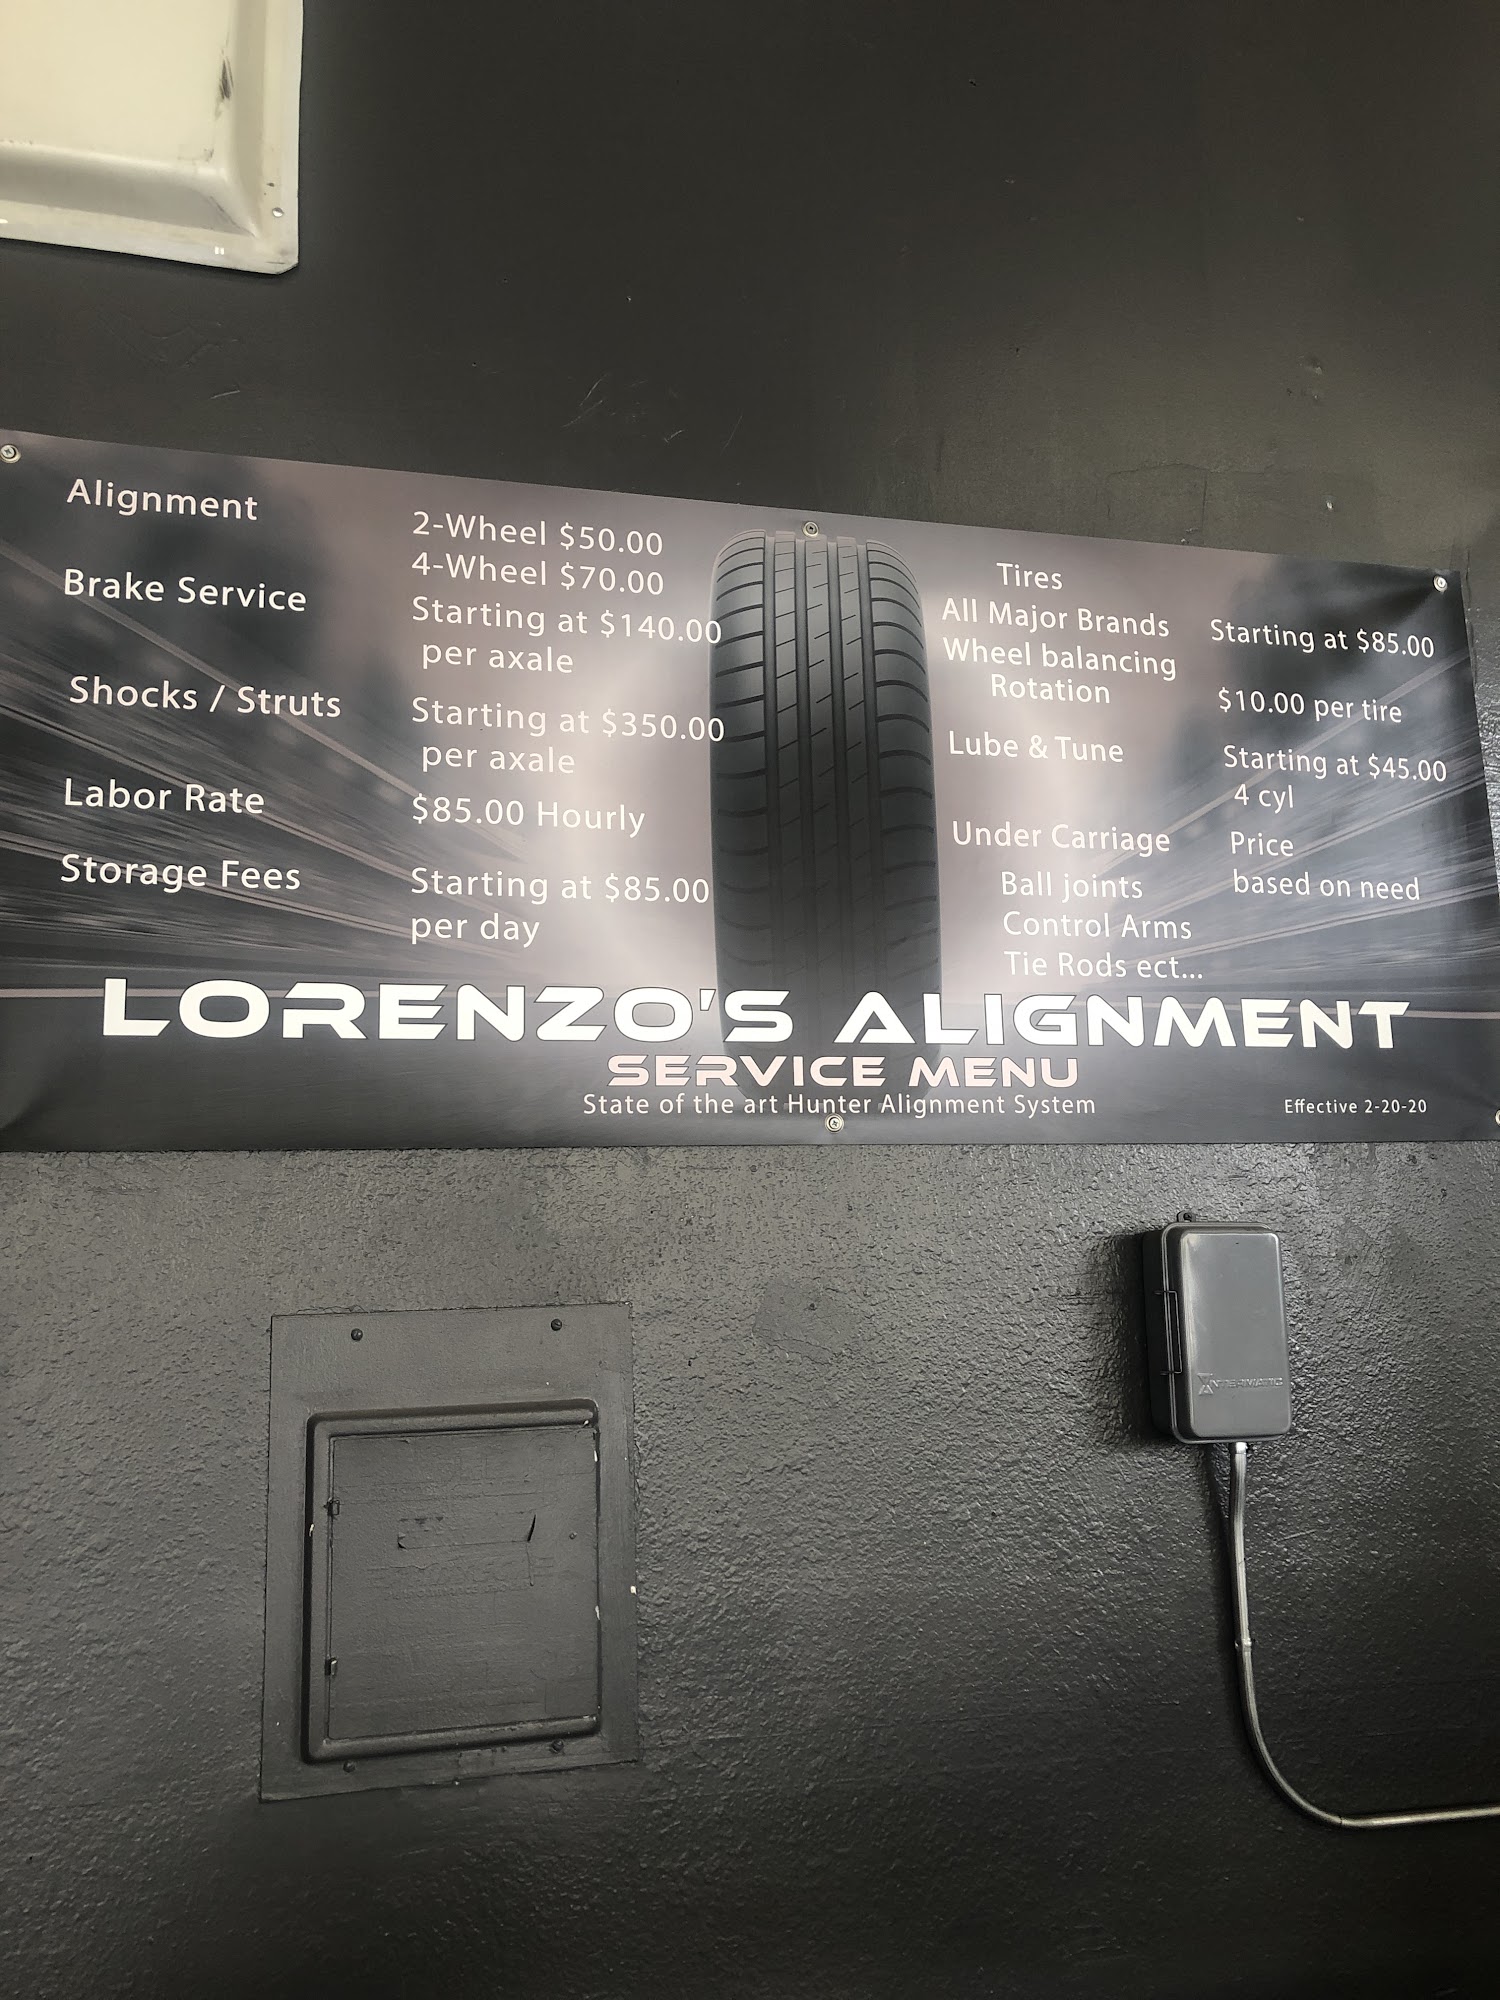 Alignment
2-Wheel $50.00
4-Wheel $70.00
Brake Service
Starting at $140.00
per axale
Shocks / Struts
Starting at $350.00
per axale
Labor Rate
$85.00 Hourly
Storage Fees
Starting at $85.00
per day
Tires
All Major Brands
Starting at $85.00
Wheel balancing
Rotation
$10.00 per tire
Lube & Tune
Starting at $45.00
4 cyl
Under Carriage
Price
based on need
Ball joints
Control Arms
Tie Rods ect...
LORENZO'S ALIGNMENT
SERVICE MENU
State of the art Hunter Alignment System
Effective 2-20-20
INTERMATIC